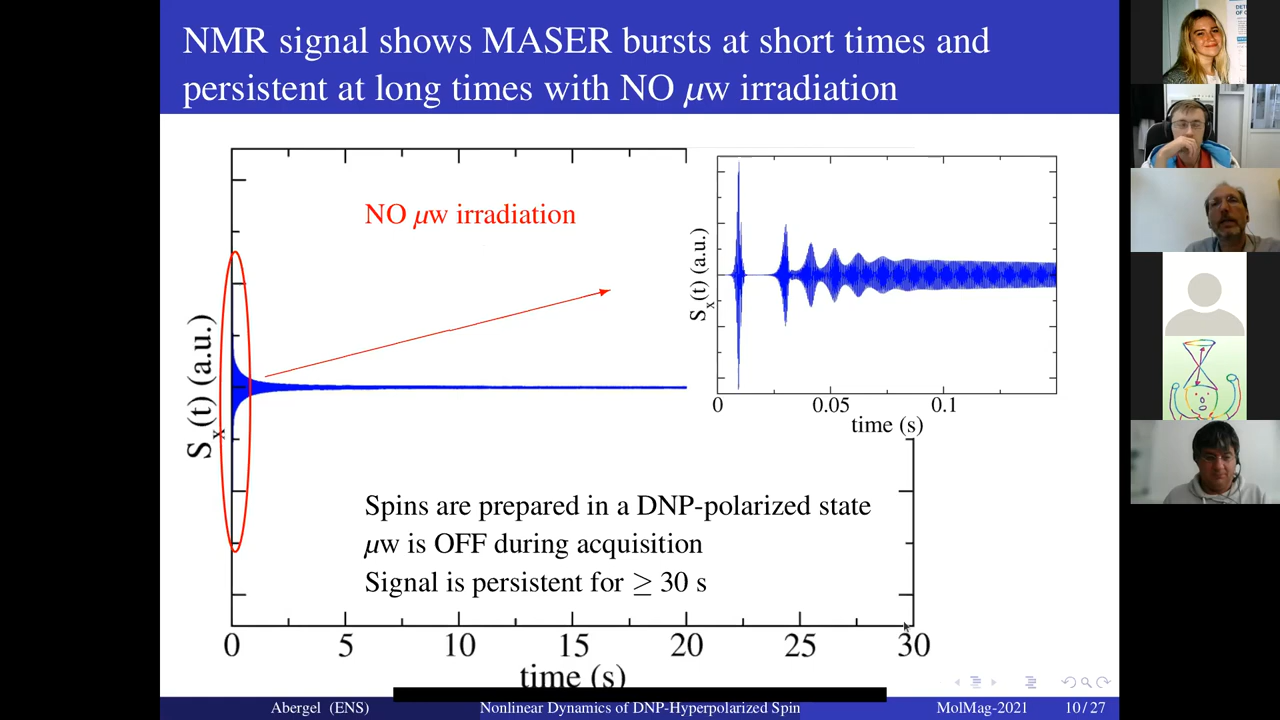 NMR signal shows MASER bursts at short times and
persistent at long times with NO μw irradiation
NO μw irradiation
Sx(t) (a.u.)
Sx(t) (a.u.)
0 0.05 0.1
time (s)
Spins are prepared in a DNP-polarized state
μw is OFF during acquisition
Signal is persistent for ≥ 30 s
0 5 10 15 20 25 30
time (s)
Abergel (ENS) Nonlinear Dynamics of DNP-Hyperpolarized Spin MolMag-2021 10 / 27